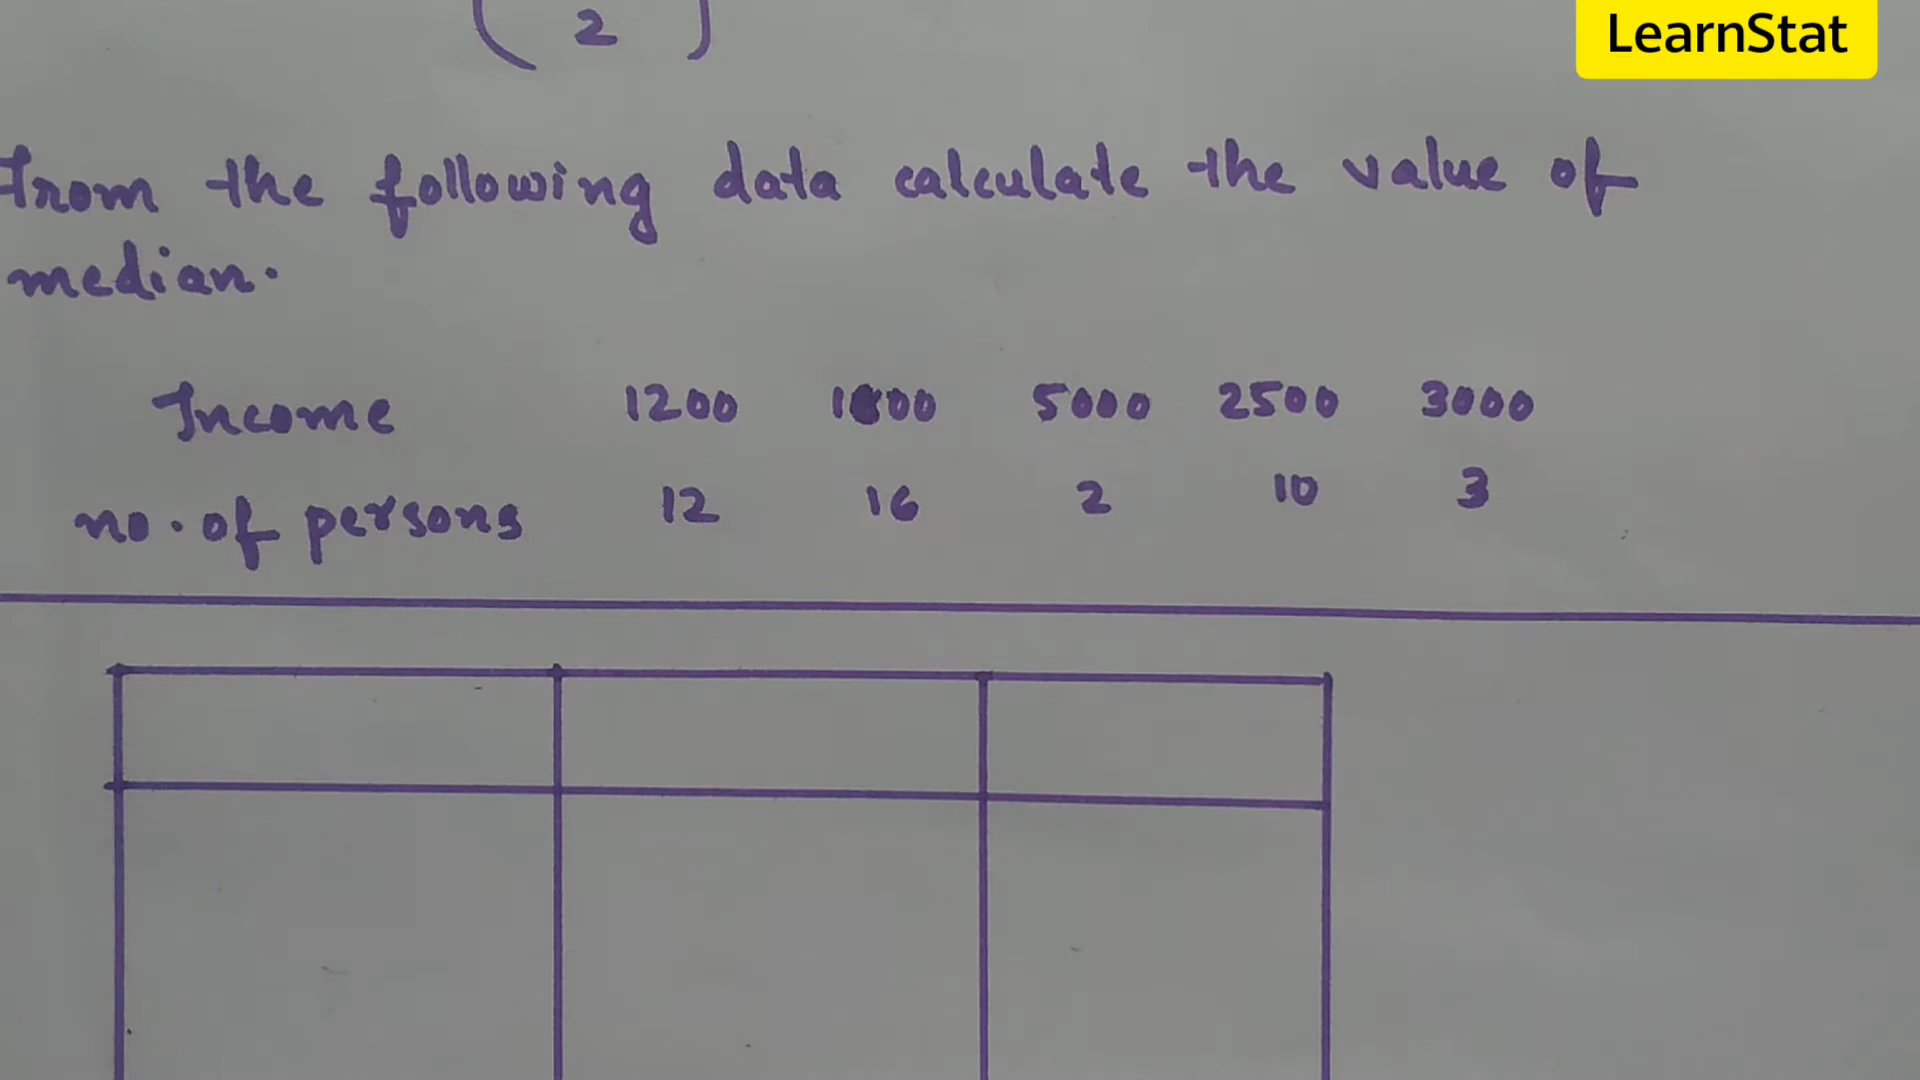 2
LearnStat
From the following data calculate the value of
median.
Income 1200 5000 2500 3000
no. of persons 12 16 2 10 3